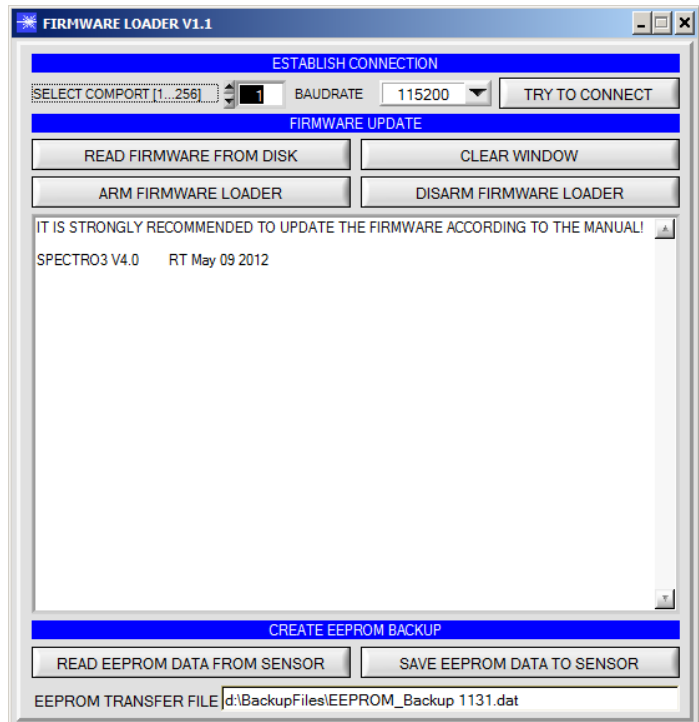 FIRMWARE LOADER V1.1
ESTABLISH CONNECTION
SELECT COMPORT [1...256] 1 BAUDRATE 115200 TRY TO CONNECT
FIRMWARE UPDATE
READ FIRMWARE FROM DISK CLEAR WINDOW
ARM FIRMWARE LOADER DISARM FIRMWARE LOADER
IT IS STRONGLY RECOMMENDED TO UPDATE THE FIRMWARE ACCORDING TO THE MANUAL!
SPECTRO3 V4.0 RT May 09 2012
CREATE EEPROM BACKUP
READ EEPROM DATA FROM SENSOR SAVE EEPROM DATA TO SENSOR
EEPROM TRANSFER FILE d:\BackupFiles\EEPROM_Backup 1131.dat